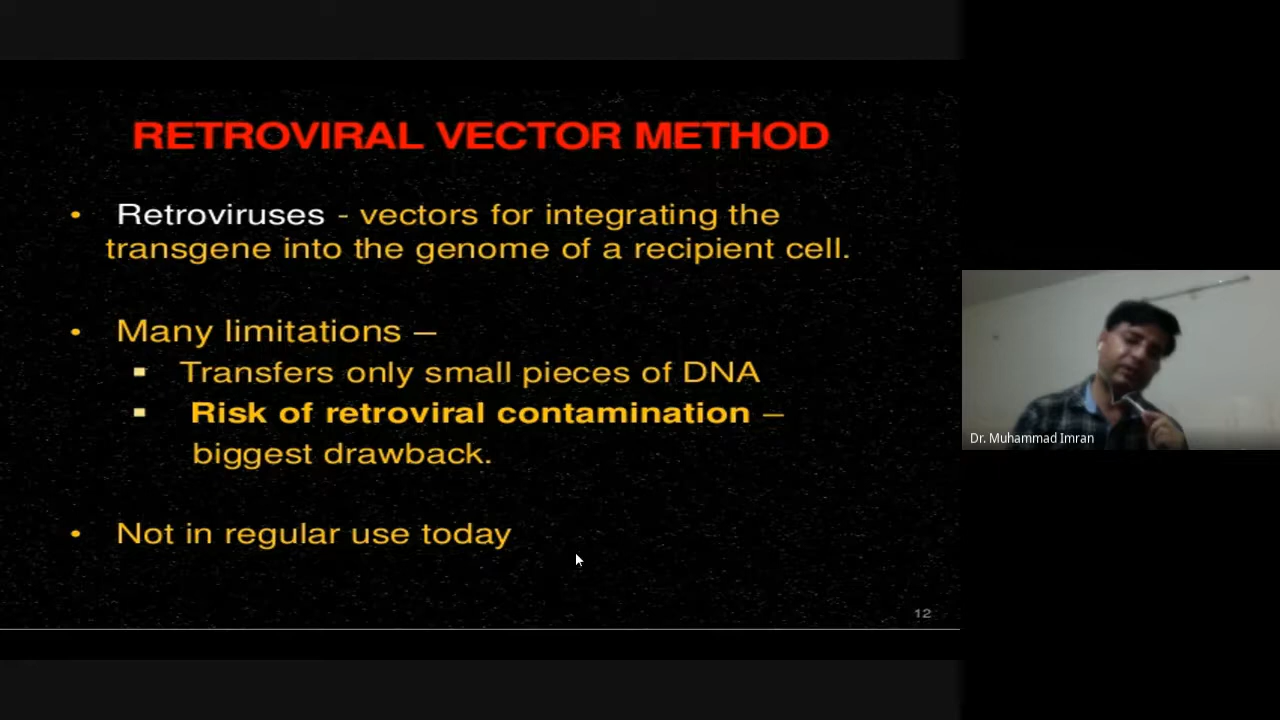 RETROVIRAL VECTOR METHOD
• Retroviruses - vectors for integrating the
transgene into the genome of a recipient cell.
• Many limitations –
▪ Transfers only small pieces of DNA
▪ Risk of retroviral contamination –
biggest drawback.
• Not in regular use today
12
Dr. Muhammad Imran